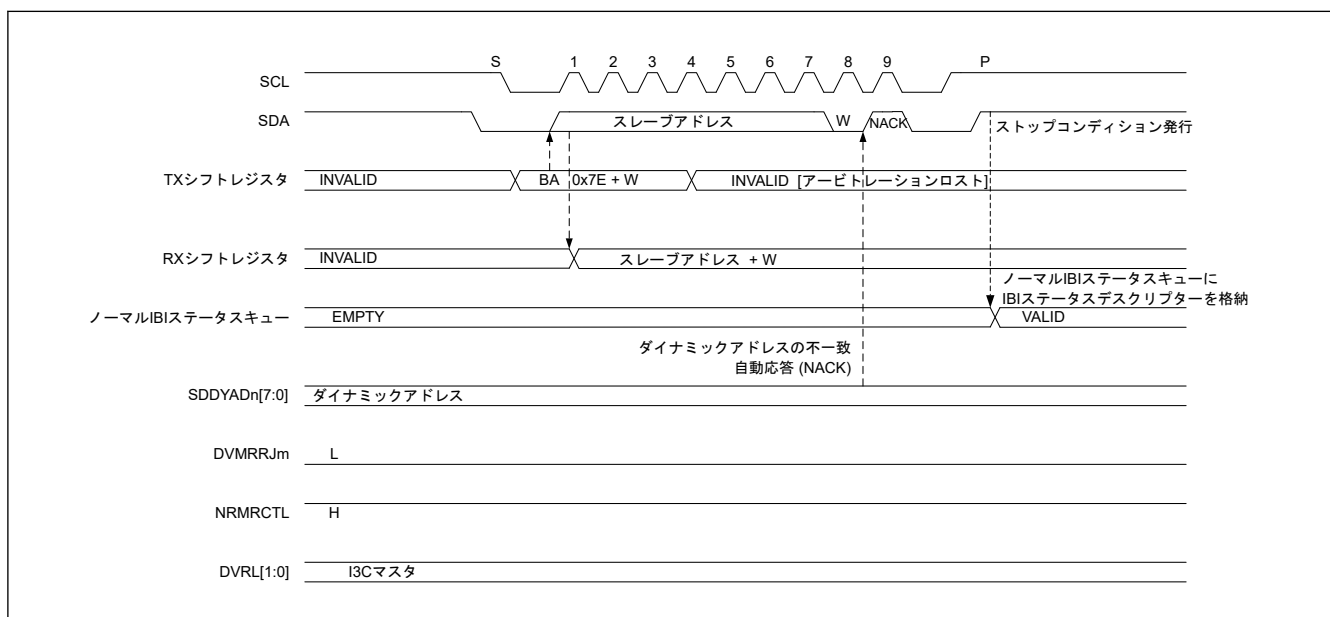 S 1 2 3 4 5 6 7 8 9 P
SCL
SDA スレーブアドレス W NACK ストップコンディション発行
TXシフトレジスタ INVALID BA 0x7E + W INVALID [アービトレーションロスト]
RXシフトレジスタ INVALID スレーブアドレス + W
ノーマルIBIステータスキューに
IBIステータスデスクリプターを格納
ノーマルIBIステータスキュー EMPTY VALID
ダイナミックアドレスの不一致
自動応答 (NACK)
SDDYADn[7:0] ダイナミックアドレス
DVMRRJm L
NRMRCTL H
DVRL[1:0] I3Cマスタ